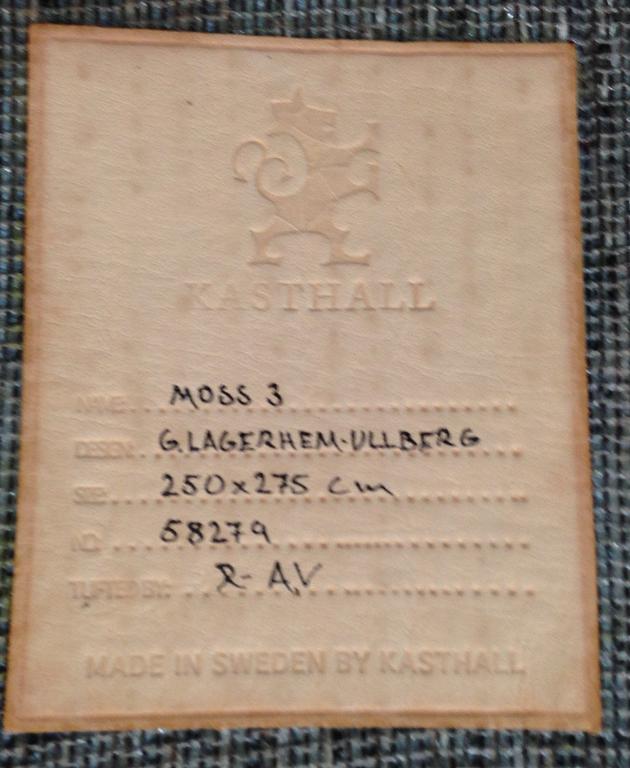 KASTHALL
NAME: MOSS 3
DESIGN: G.LAGERHEM-ULLBERG
SIZE: 250x275 cm
NO: 58279
TUFTED BY: R- AV
MADE IN SWEDEN BY KASTHALL